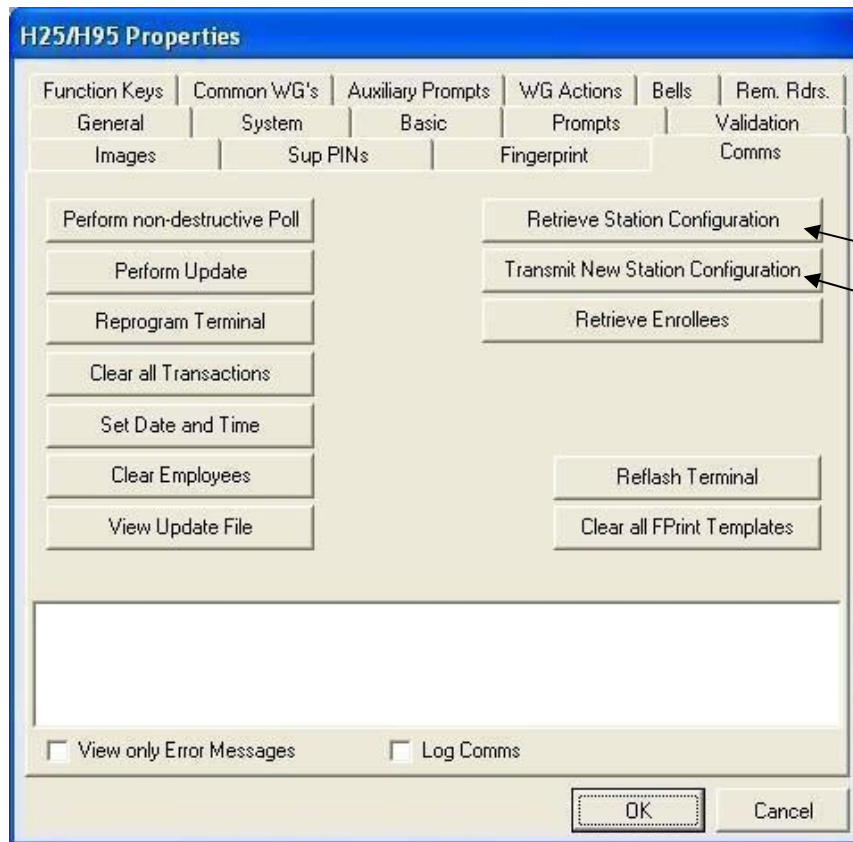 H25/H95 Properties
Function Keys Common WG's Auxiliary Prompts WG Actions Bells Rem. Rdrs.
General System Basic Prompts Validation
Images Sup PINs Fingerprint Comms
Perform non-destructive Poll Retrieve Station Configuration
Perform Update Transmit New Station Configuration
Reprogram Terminal Retrieve Enrollees
Clear all Transactions
Set Date and Time
Clear Employees Reflash Terminal
View Update File Clear all FPrint Templates
View only Error Messages Log Comms
OK Cancel